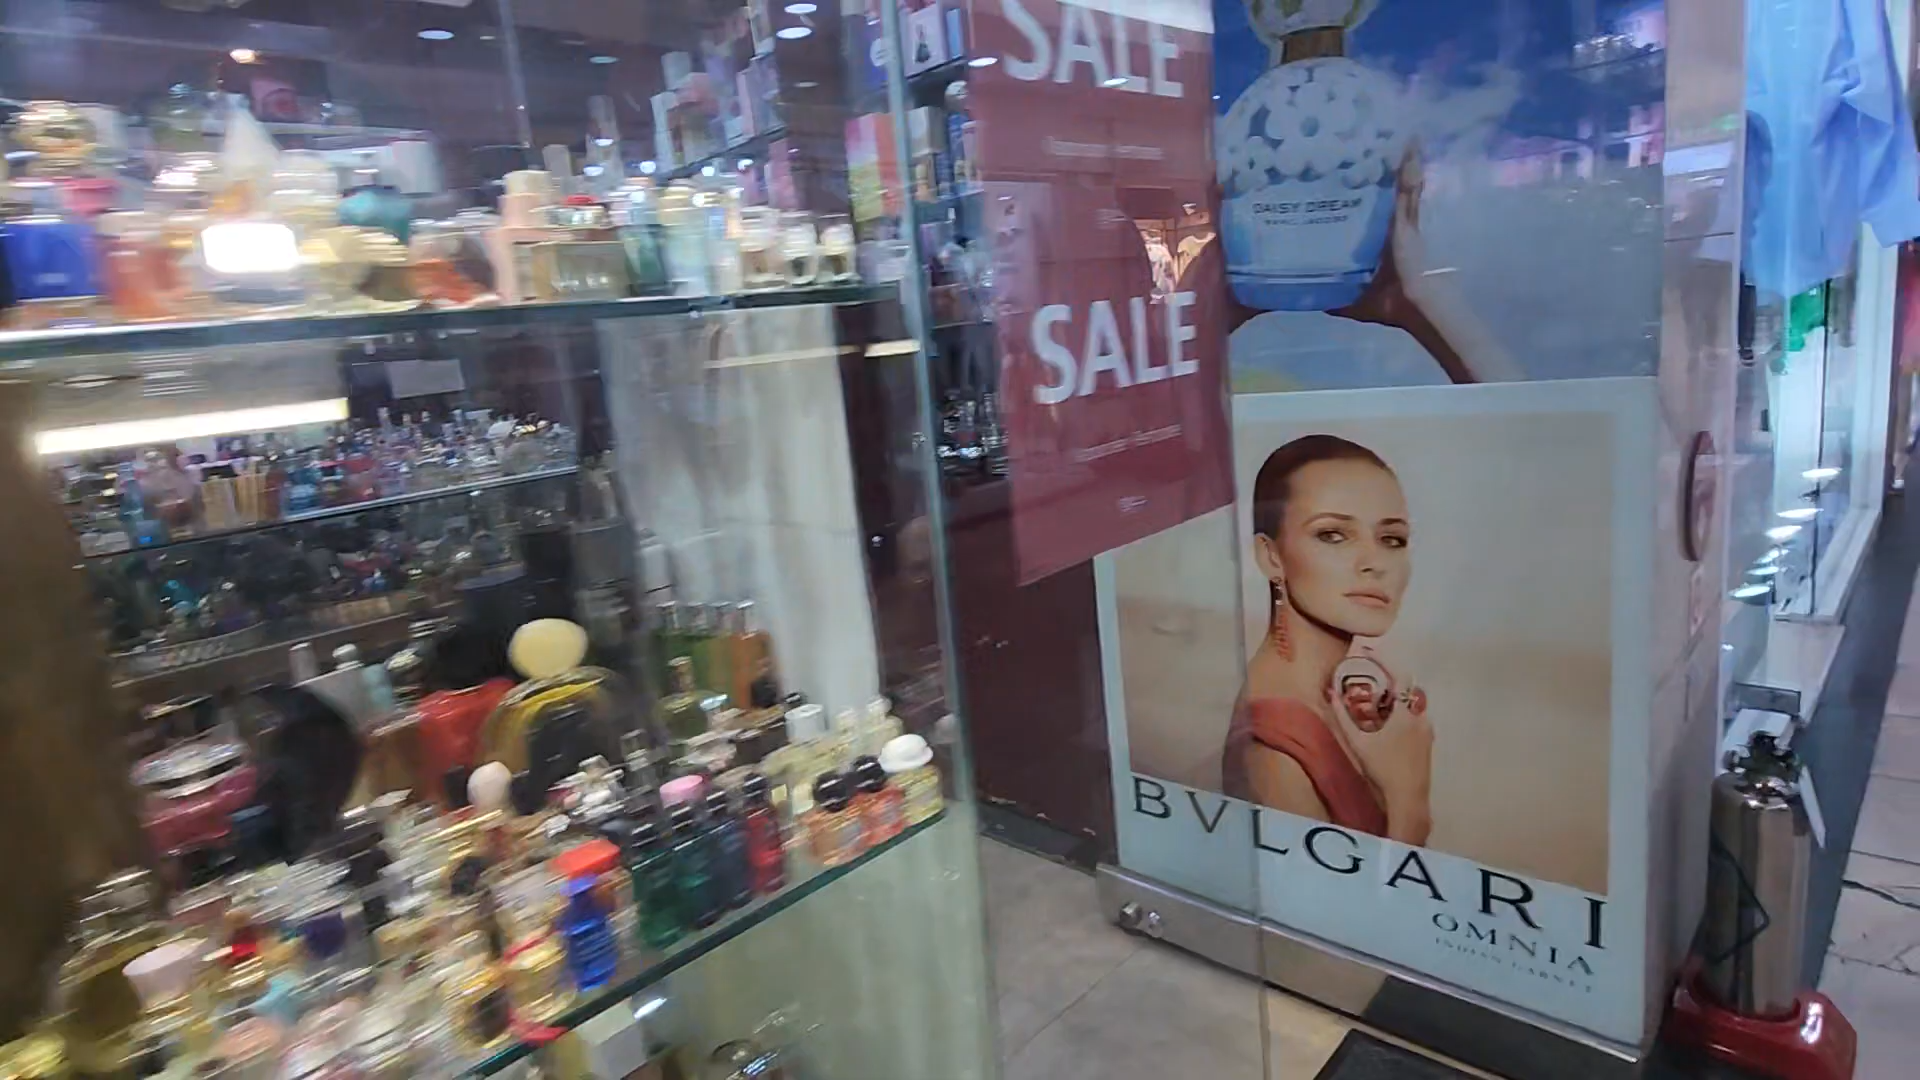 SALE
SALE
DAISY DREAM
MARC JACOBS
BVLGARI
OMNIA
INDIAN GARNET